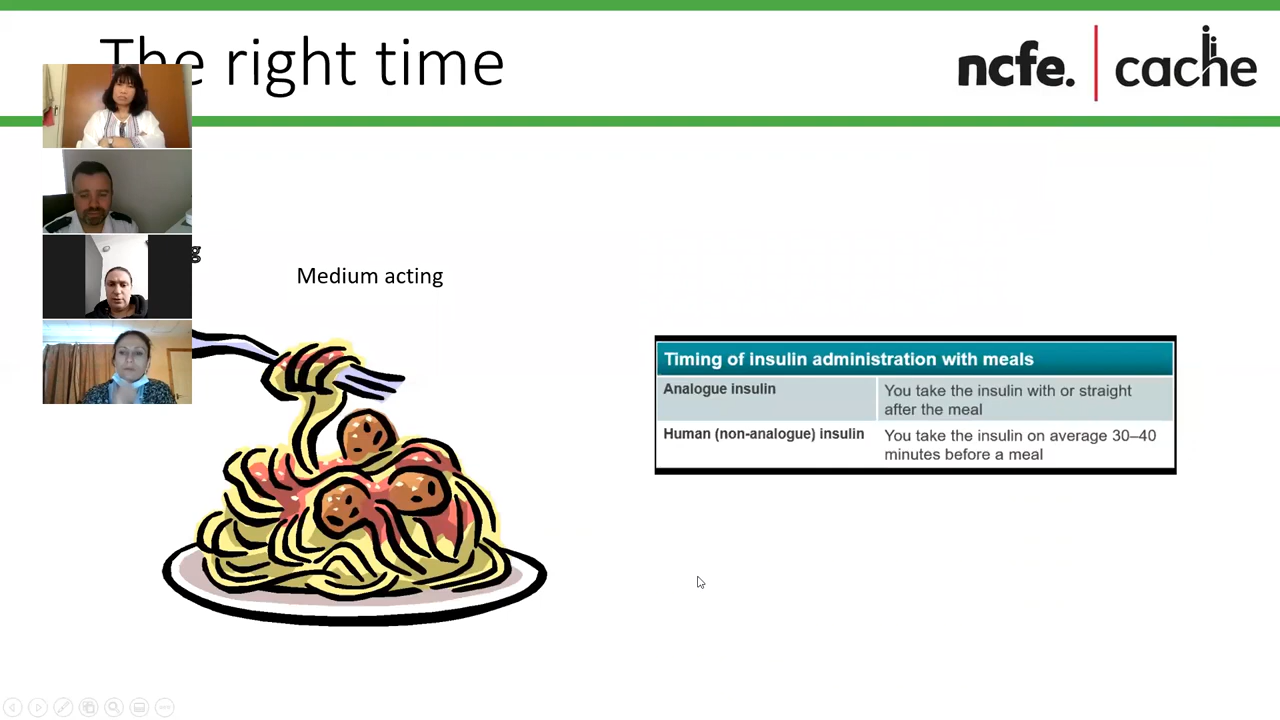 The right time
ncfe.
cache
g
Medium acting
Timing of insulin administration with meals
Analogue insulin
You take the insulin with or straight
after the meal
Human (non-analogue) insulin
You take the insulin on average 30–40
minutes before a meal